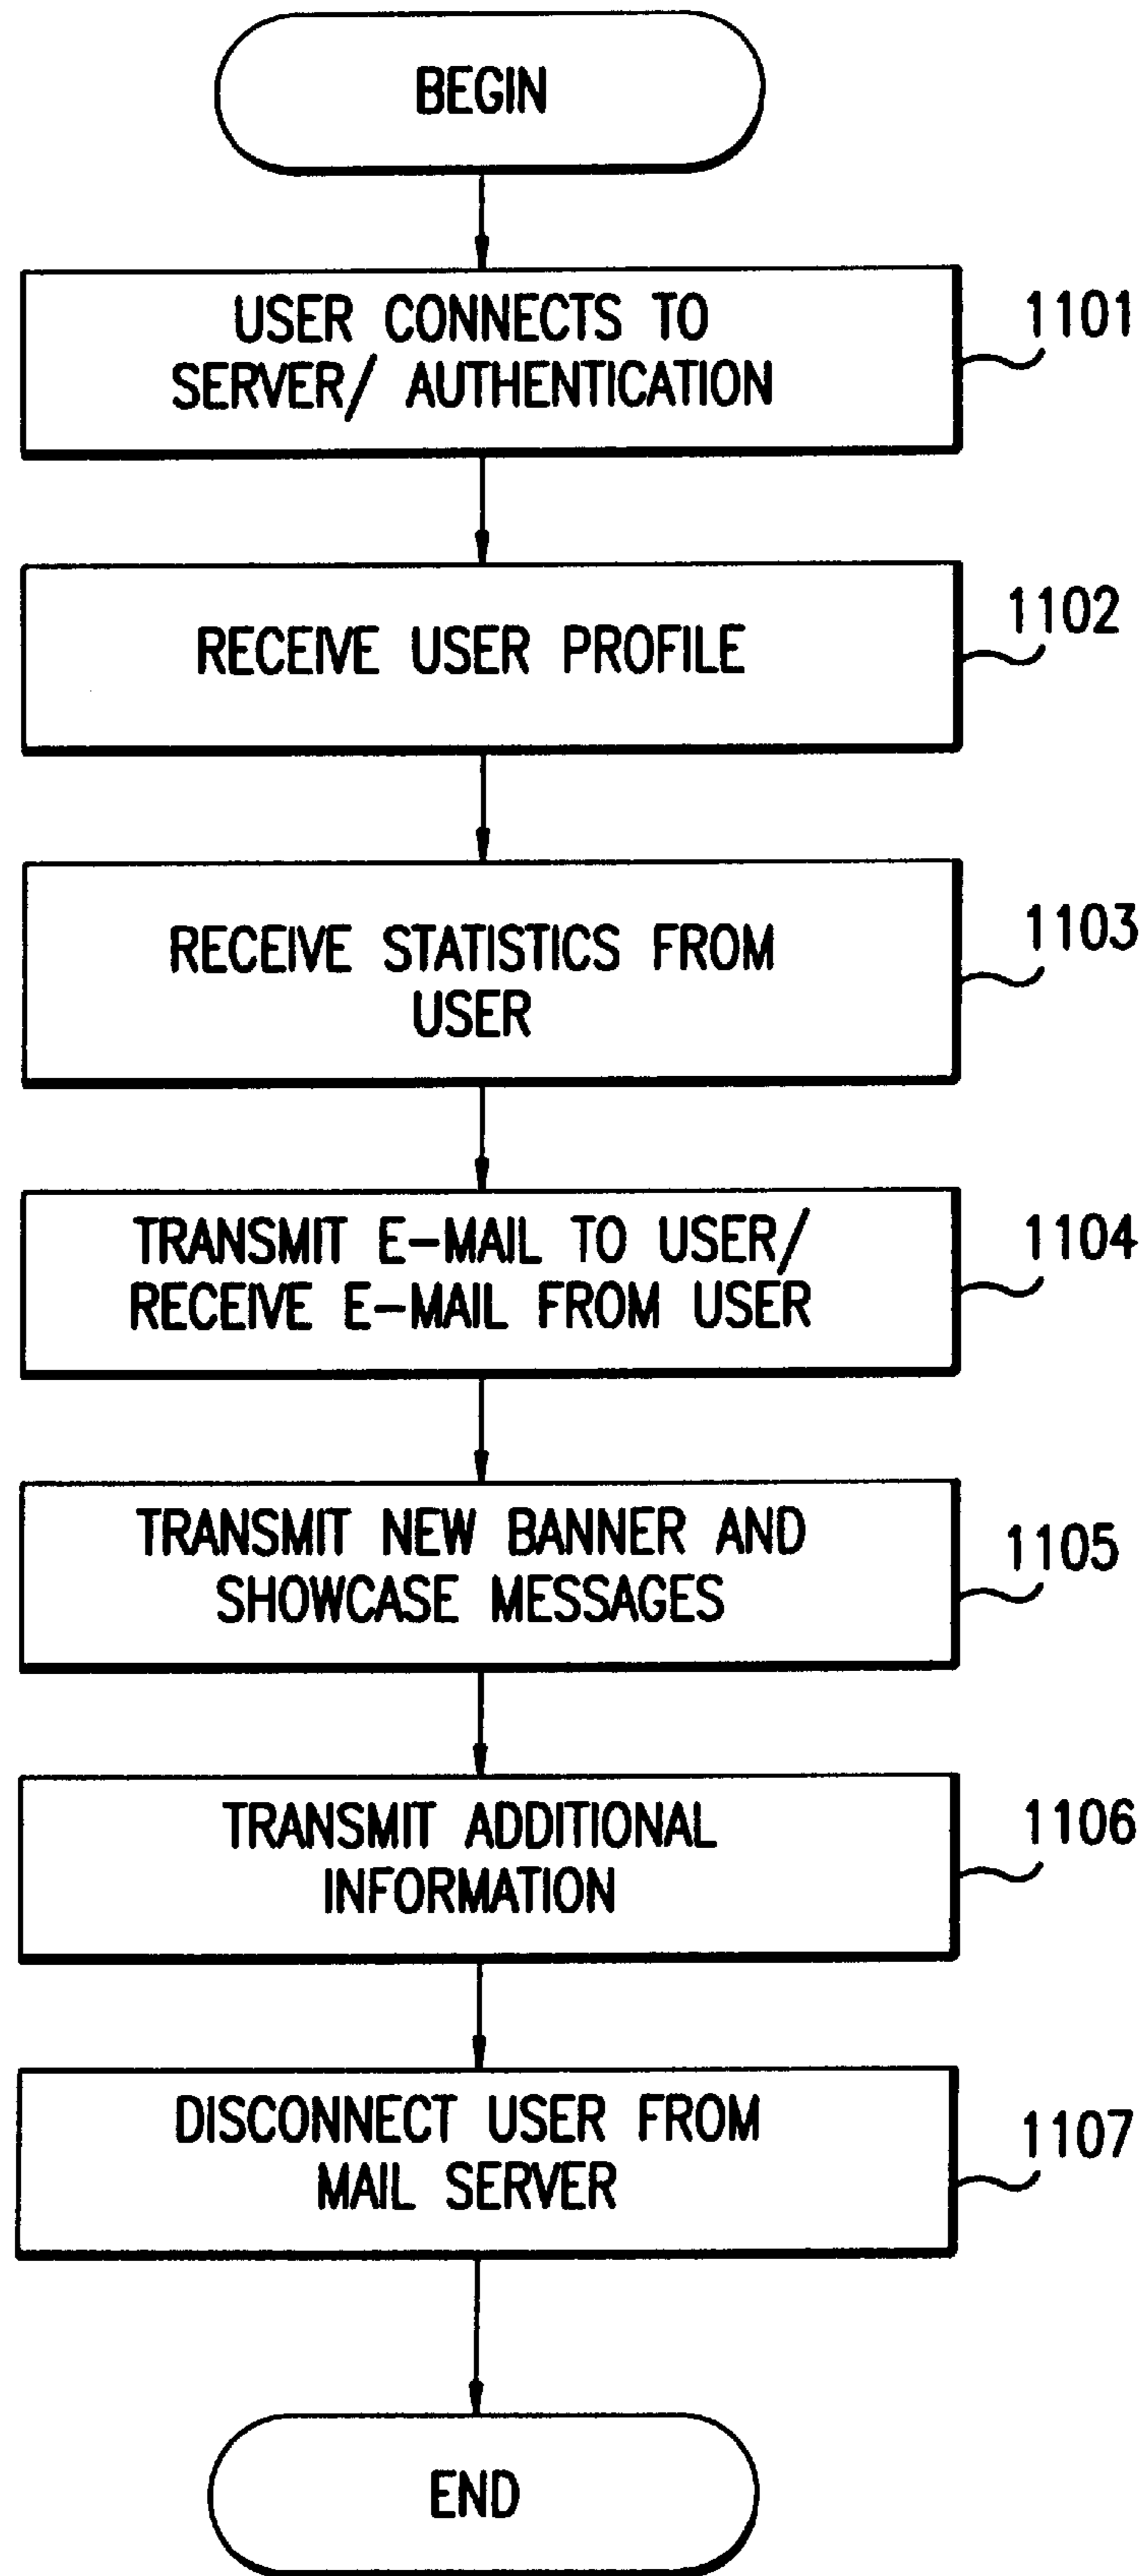 BEGIN
USER CONNECTS TO
SERVER/ AUTHENTICATION
1101
RECEIVE USER PROFILE
1102
RECEIVE STATISTICS FROM
USER
1103
TRANSMIT E-MAIL TO USER/
RECEIVE E-MAIL FROM USER
1104
TRANSMIT NEW BANNER AND
SHOWCASE MESSAGES
1105
TRANSMIT ADDITIONAL
INFORMATION
1106
DISCONNECT USER FROM
MAIL SERVER
1107
END